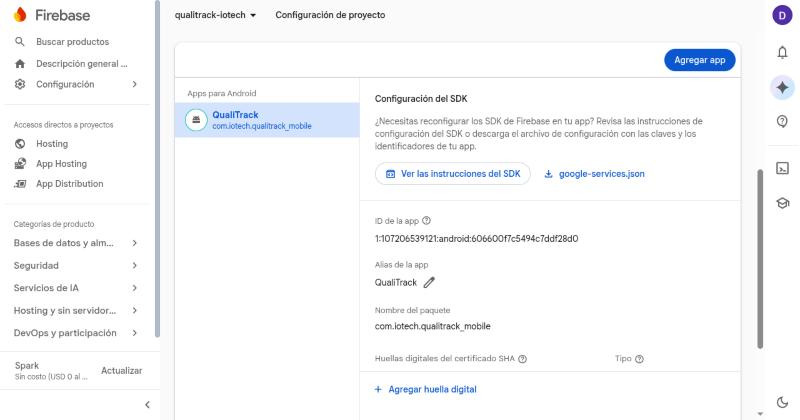 Firebase
qualitrack-iotech
Configuración de proyecto
D
Buscar productos
Descripción general ...
Configuración
Accesos directos a proyectos
Hosting
App Hosting
App Distribution
Categorías de producto
Bases de datos y alm...
Seguridad
Servicios de IA
Hosting y sin servidor...
DevOps y participación
Spark
Sin costo (USD 0 al ...
Actualizar
Agregar app
Apps para Android
QualiTrack
com.iotech.qualitrack_mobile
Configuración del SDK
¿Necesitas reconfigurar los SDK de Firebase en tu app? Revisa las instrucciones de
configuración del SDK o descarga el archivo de configuración con las claves y los
identificadores de tu app.
Ver las instrucciones del SDK
google-services.json
ID de la app
1:107206539121:android:606600f7c5494c7ddf28d0
Alias de la app
QualiTrack
Nombre del paquete
com.iotech.qualitrack_mobile
Huellas digitales del certificado SHA
Tipo
+ Agregar huella digital